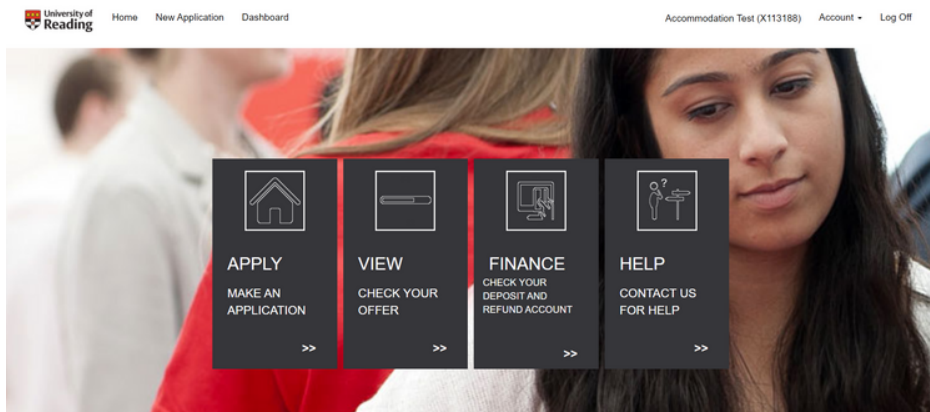 University of
Reading
Home New Application Dashboard
Accommodation Test (X113188) Account Log Off
?
APPLY
MAKE AN
APPLICATION
>>
VIEW
CHECK YOUR
OFFER
>>
FINANCE
CHECK YOUR
DEPOSIT AND
REFUND ACCOUNT
>>
HELP
CONTACT US
FOR HELP
>>